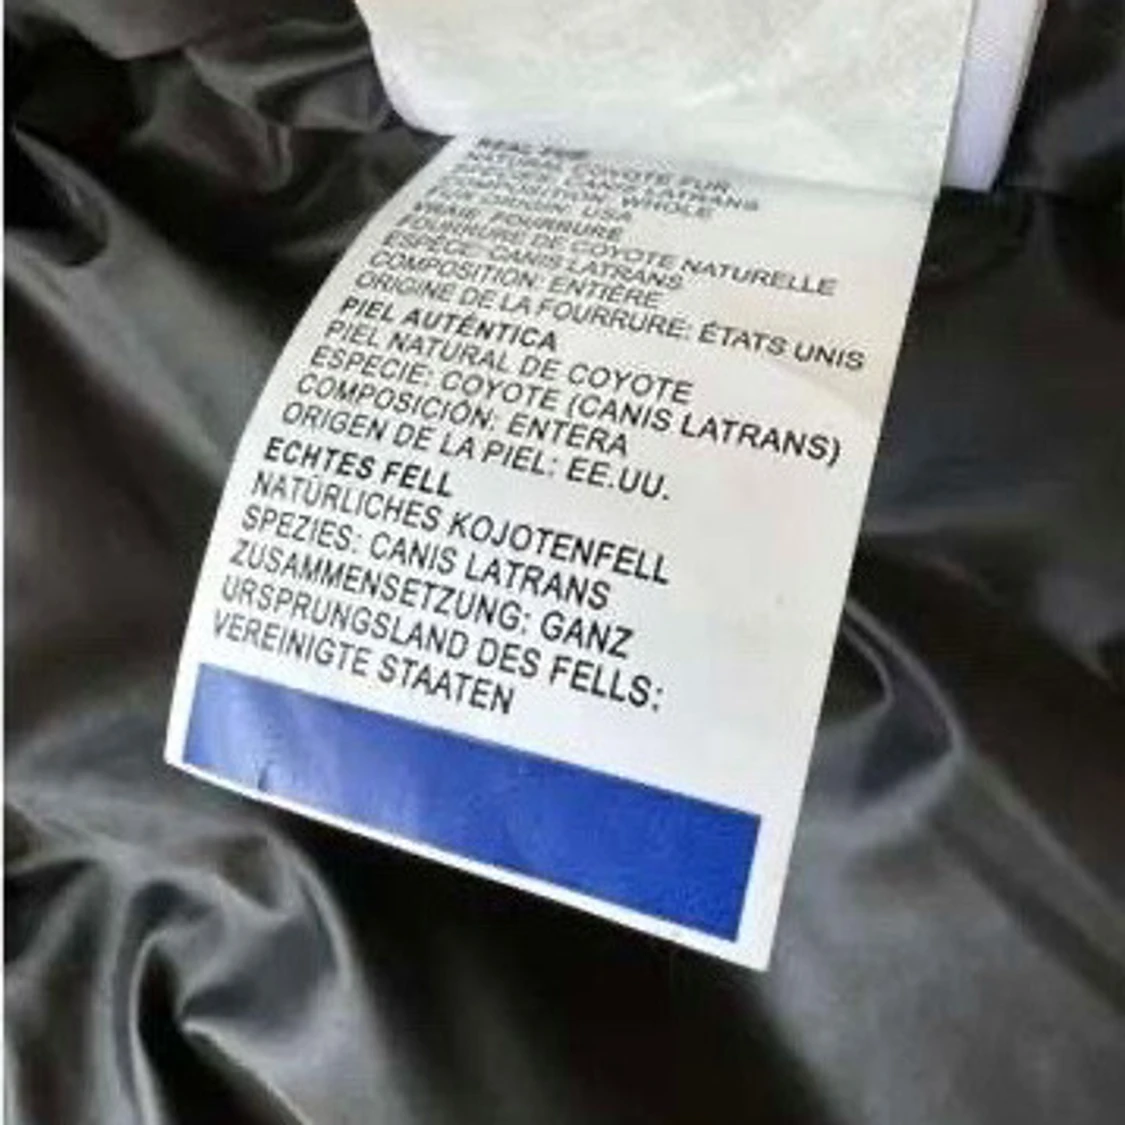 REAL FUR
NATURAL COYOTE FUR
CANIS LATRANS
COMPOSITION: WHOLE
FUR ORIGIN: USA
VRAIE FOURRURE
FOURRURE DE COYOTE NATURELLE
ESPÈCE: CANIS LATRANS
COMPOSITION: ENTIÈRE
ORIGINE DE LA FOURRURE: ÉTATS UNIS
PIEL AUTÉNTICA
PIEL NATURAL DE COYOTE
ESPECIE: COYOTE (CANIS LATRANS)
COMPOSICIÓN: ENTERA
ORIGEN DE LA PIEL: EE.UU.
ECHTES FELL
NATÜRLICHES KOJOTENFELL
SPEZIES: CANIS LATRANS
ZUSAMMENSETZUNG: GANZ
URSPRUNGSLAND DES FELLS:
VEREINIGTE STAATEN